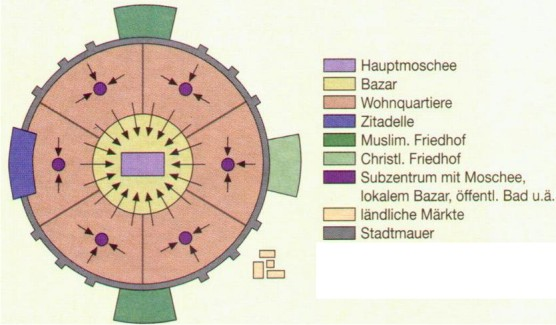 Hauptmoschee
Bazar
Wohnquartiere
Zitadelle
Muslim. Friedhof
Christl. Friedhof
Subzentrum mit Moschee,
lokalem Bazar, öffentl. Bad u.ä.
ländliche Märkte
Stadtmauer